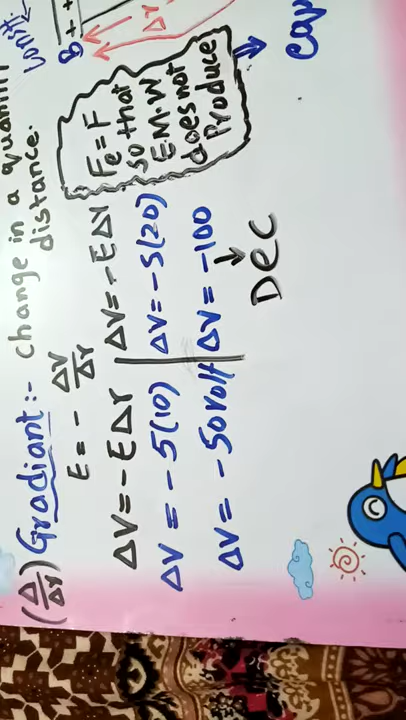 (Δ/Δr) Gradiant:- change in a
distance.
E = - ΔV/Δr
ΔV = -EΔr
ΔV = -5(10)
ΔV = -50 volt
ΔV = -EΔr
ΔV = -5(20)
ΔV = -100
↓
Dec
Fe = F
so that
E.M.W
does not
Produce
B + +
Δr